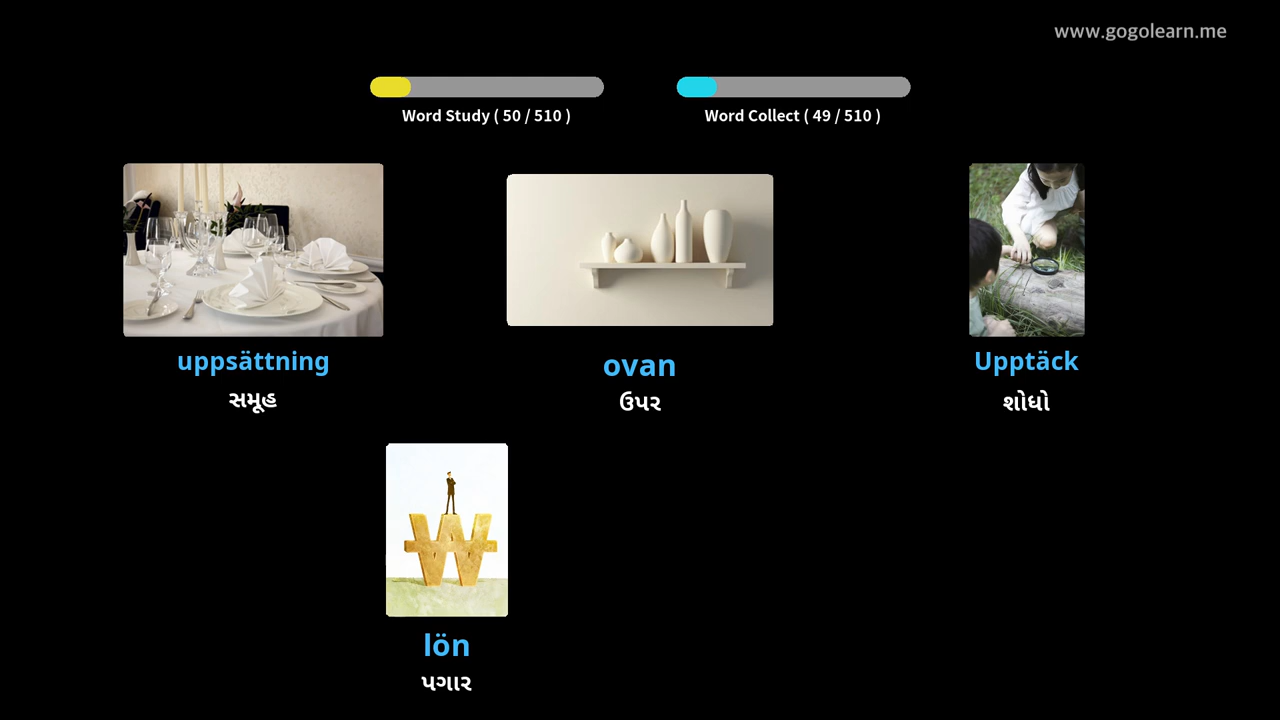 www.gogolearn.me
Word Study ( 50 / 510 )
Word Collect ( 49 / 510 )
uppsättning
સમૂહ
ovan
ઉપર
Upptäck
શોધો
lön
પગાર